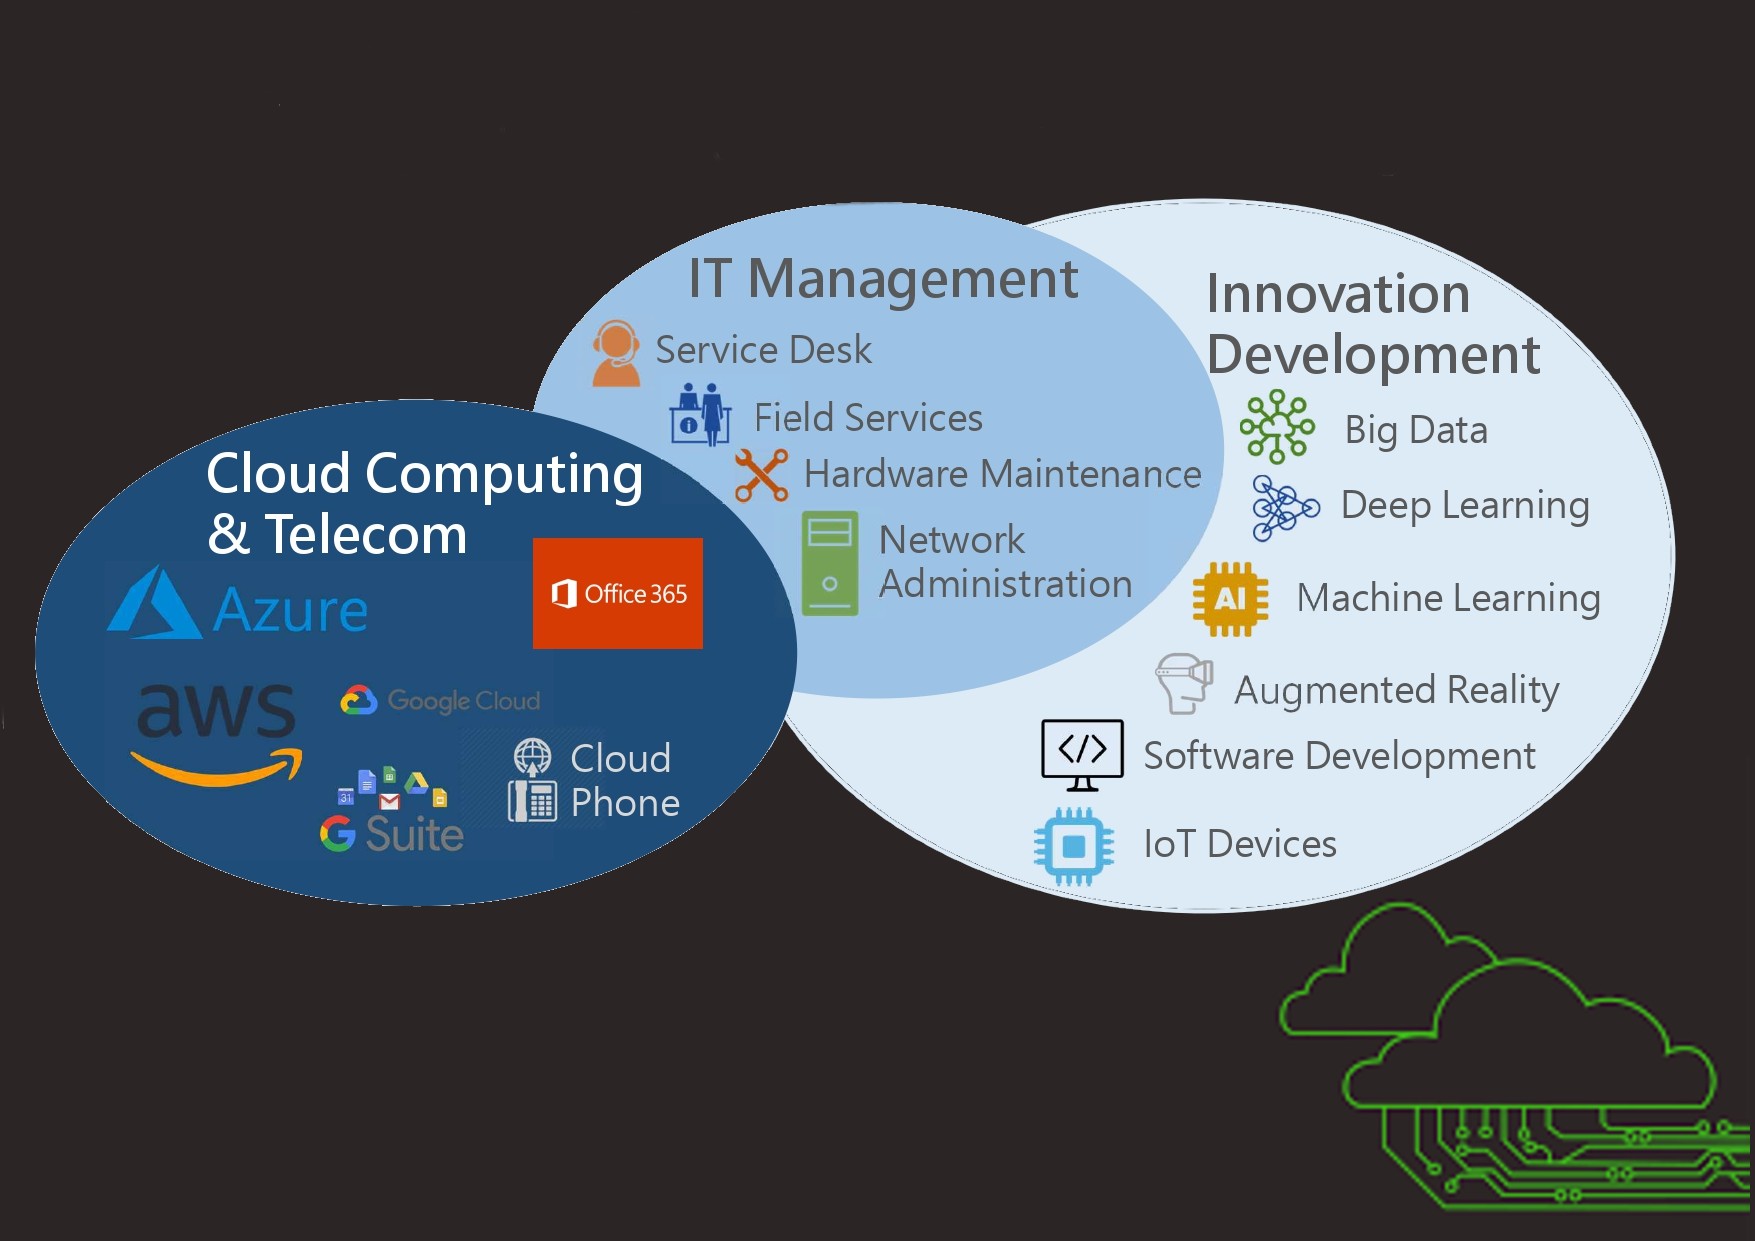 IT Management
Service Desk
Field Services
Hardware Maintenance
Network
Administration
Innovation
Development
Big Data
Deep Learning
AI
Machine Learning
Augmented Reality
</>
Software Development
IoT Devices
Cloud Computing
& Telecom
Azure
Office 365
aws
Google Cloud
31
G Suite
Cloud
Phone